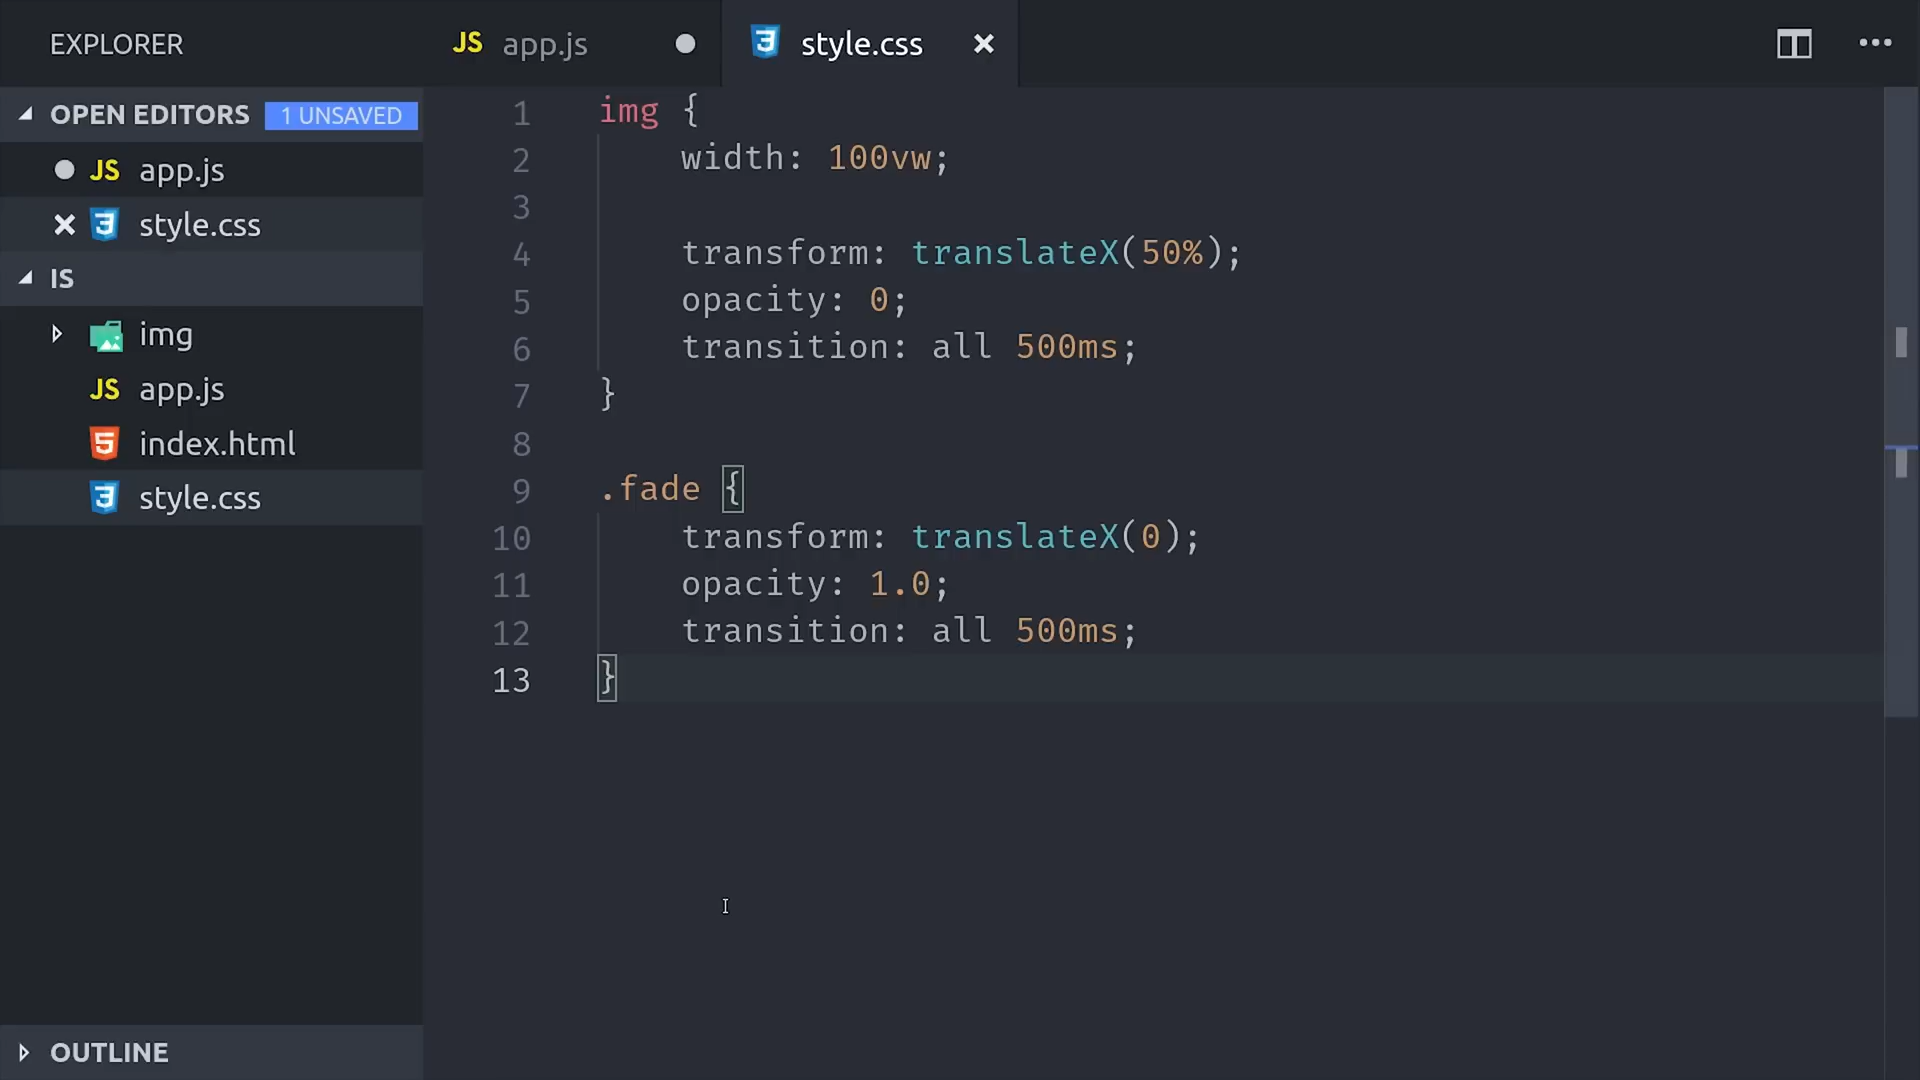 EXPLORER
JS app.js
style.css
OPEN EDITORS 1 UNSAVED
JS app.js
style.css
IS
img
JS app.js
index.html
style.css
OUTLINE
1 img {
2 width: 100vw;
3
4 transform: translateX(50%);
5 opacity: 0;
6 transition: all 500ms;
7 }
8
9 .fade {
10 transform: translateX(0);
11 opacity: 1.0;
12 transition: all 500ms;
13 }